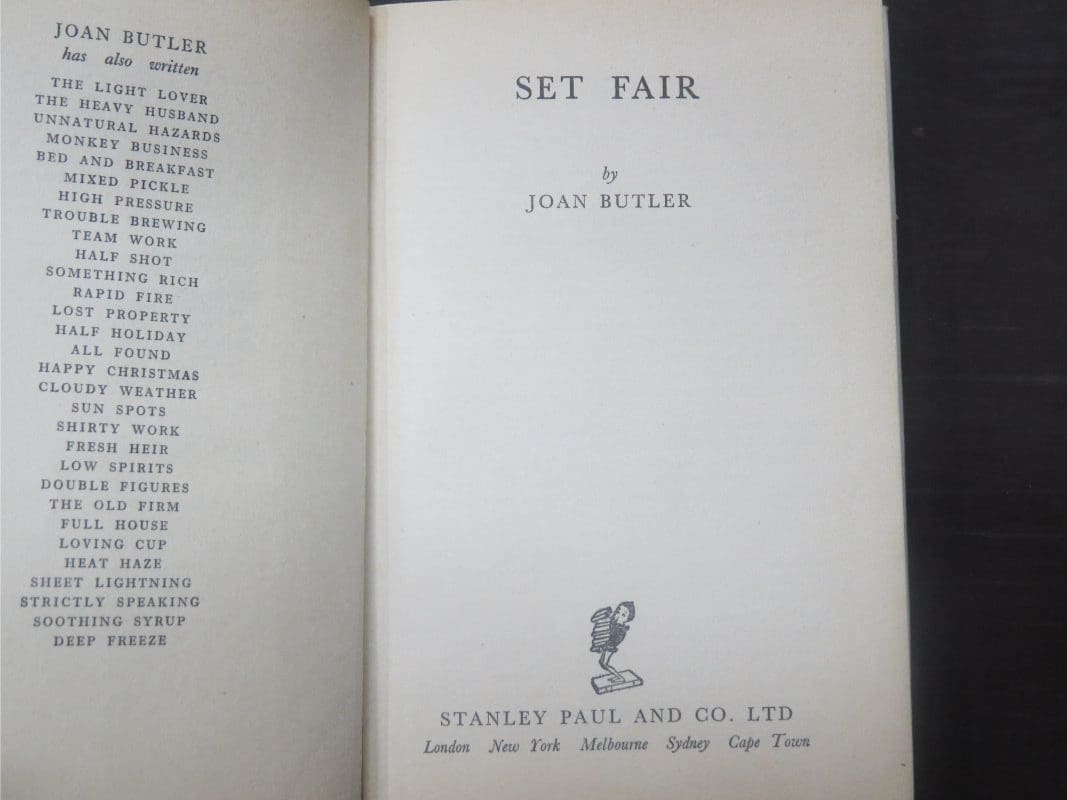 JOAN BUTLER
has also written
THE LIGHT LOVER
THE HEAVY HUSBAND
UNNATURAL HAZARDS
MONKEY BUSINESS
BED AND BREAKFAST
MIXED PICKLE
HIGH PRESSURE
TROUBLE BREWING
TEAM WORK
HALF SHOT
SOMETHING RICH
RAPID FIRE
LOST PROPERTY
HALF HOLIDAY
ALL FOUND
HAPPY CHRISTMAS
CLOUDY WEATHER
SUN SPOTS
SHIRTY WORK
FRESH HEIR
LOW SPIRITS
DOUBLE FIGURES
THE OLD FIRM
FULL HOUSE
LOVING CUP
HEAT HAZE
SHEET LIGHTNING
STRICTLY SPEAKING
SOOTHING SYRUP
DEEP FREEZE
SET FAIR
by
JOAN BUTLER
STANLEY PAUL AND CO. LTD
London New York Melbourne Sydney Cape Town